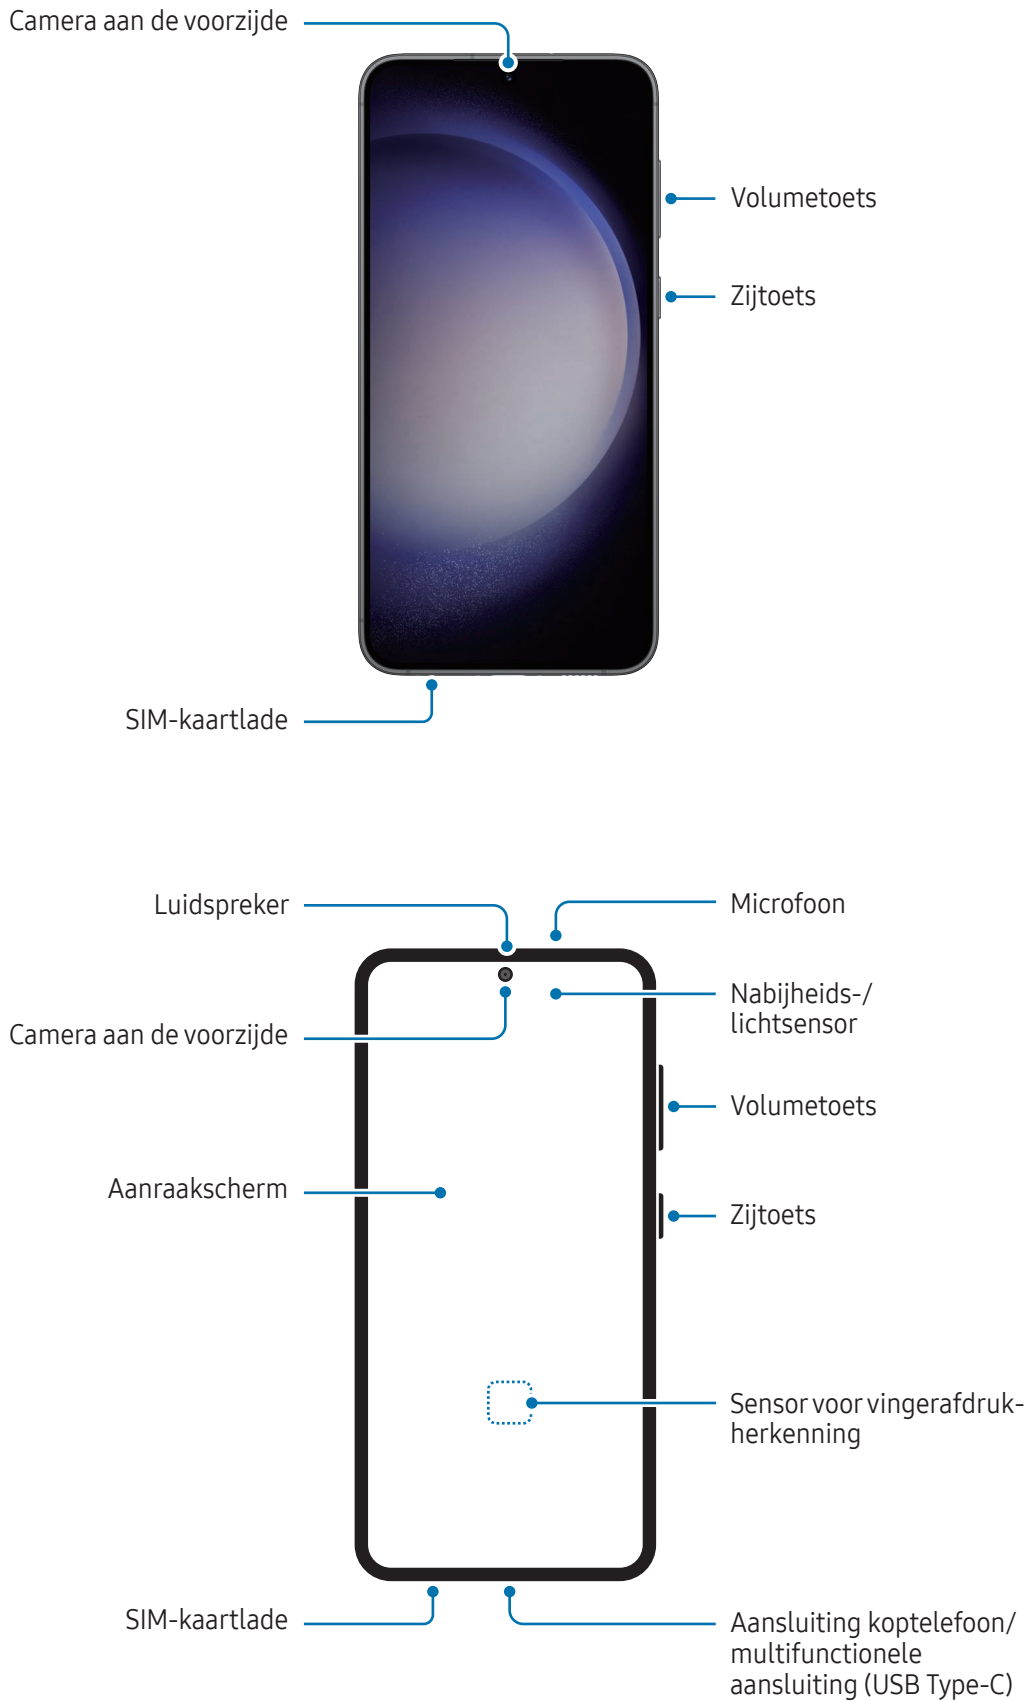 Camera aan de voorzijde
Volumetoets
Zijtoets
SIM-kaartlade
Luidspreker
Microfoon
Nabijheids-/
lichtsensor
Camera aan de voorzijde
Volumetoets
Aanraakscherm
Zijtoets
Sensor voor vingerafdruk-
herkenning
SIM-kaartlade
Aansluiting koptelefoon/
multifunctionele
aansluiting (USB Type-C)